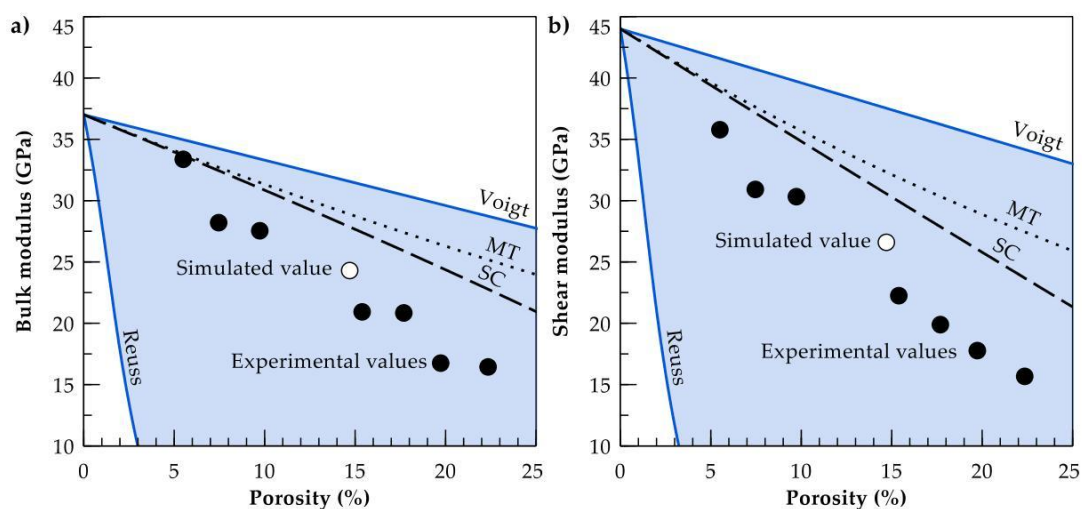 a)
45
40
35
30
25
20
15
10
Bulk modulus (GPa)
Voigt
MT
SC
Simulated value
Experimental values
Reuss
0 5 10 15 20 25
Porosity (%)
b)
45
40
35
30
25
20
15
10
Shear modulus (GPa)
Voigt
MT
SC
Simulated value
Experimental values
Reuss
0 5 10 15 20 25
Porosity (%)